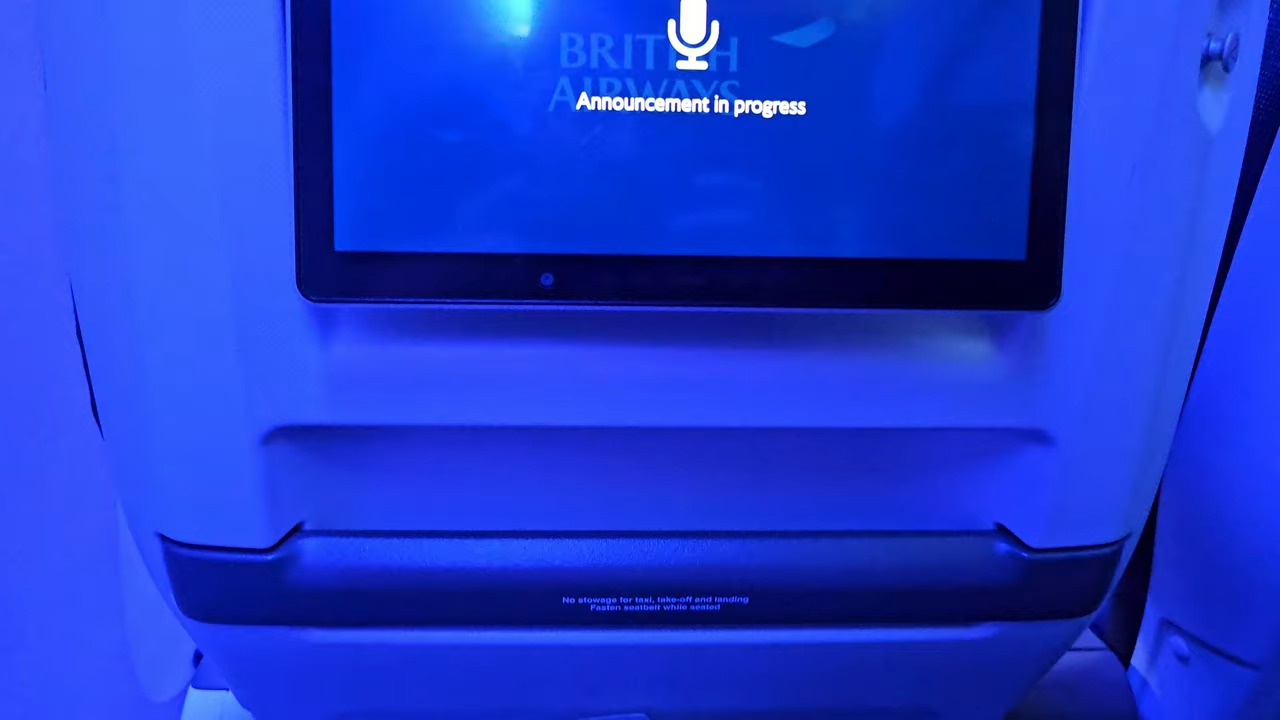 BRITISH
AIRWAYS
Announcement in progress
No stowage for taxi, take-off and landing
Fasten seatbelt while seated